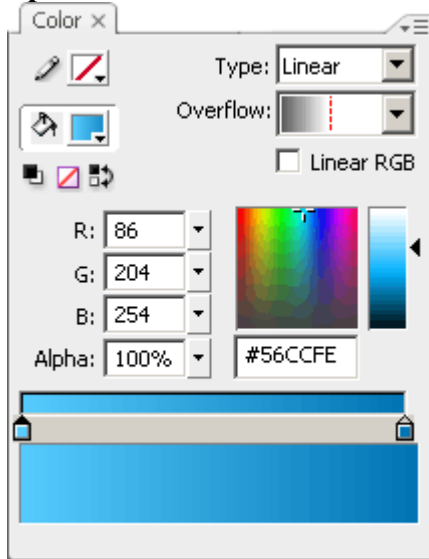 Color ×
Type: Linear
Overflow:
Linear RGB
R: 86
G: 204
B: 254
Alpha: 100% #56CCFE